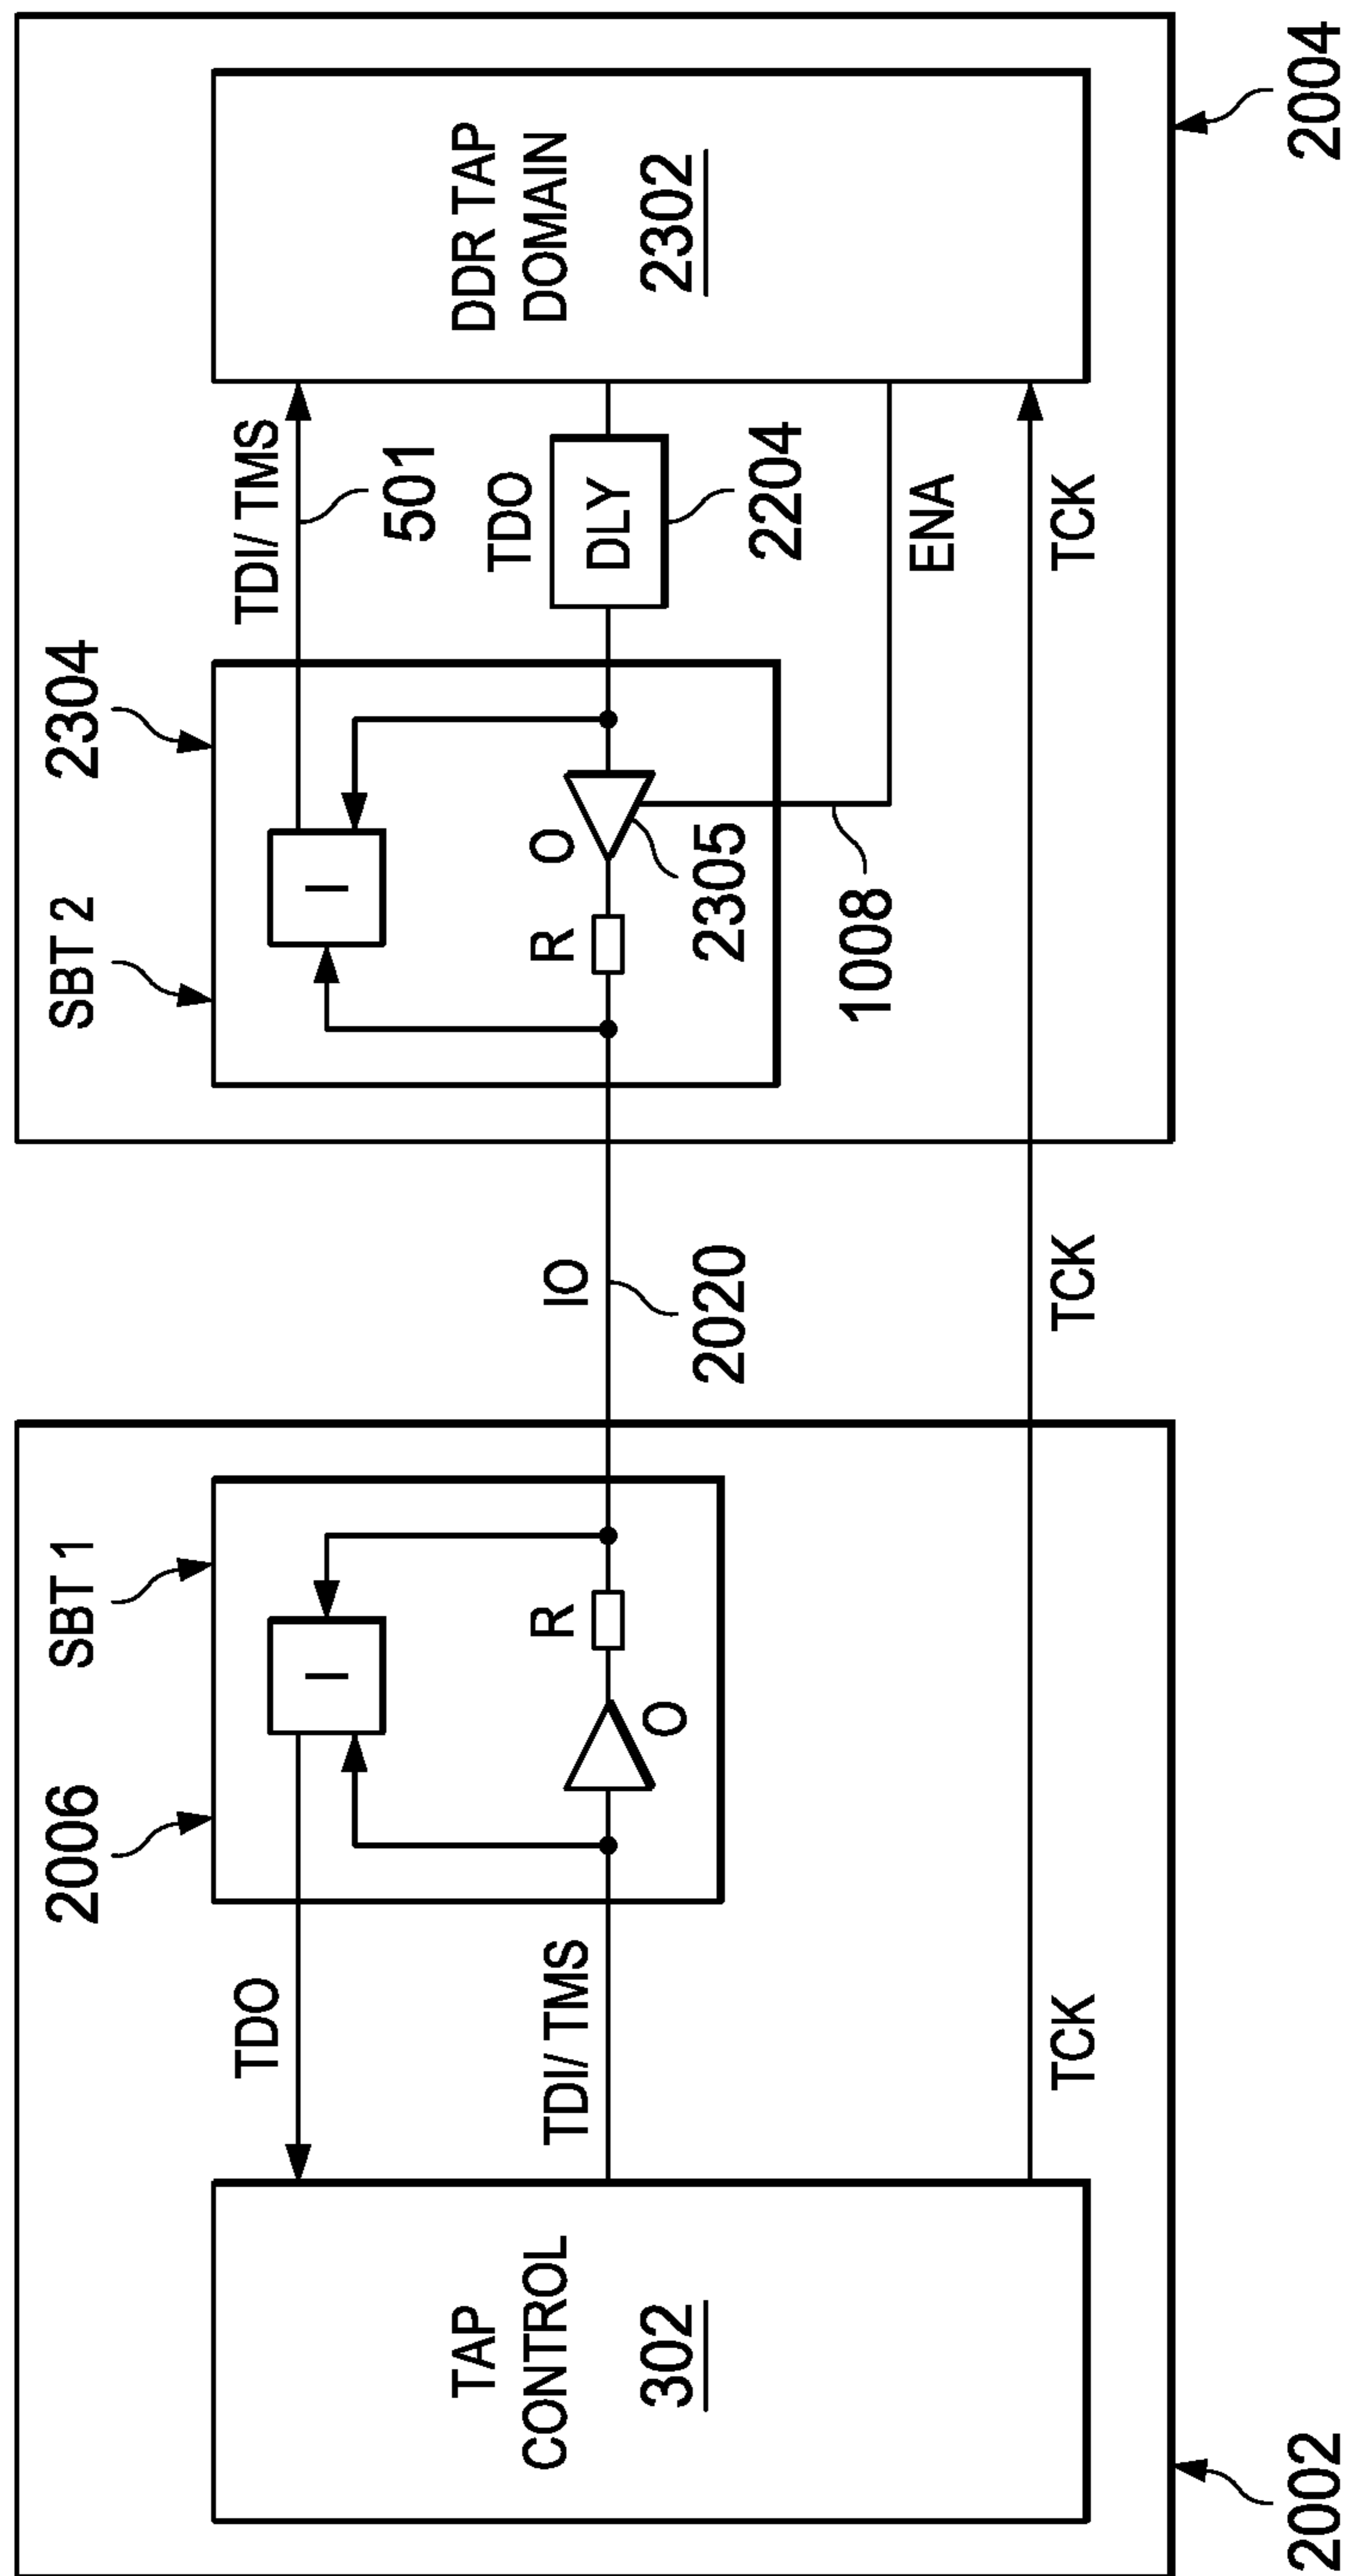 2006
SBT 1
SBT 2
2304
TDO
I
I
TDI/ TMS
501
TAP
CONTROL
302
TDI/ TMS
O
R
IO
2020
R
O
2305
TDO
DLY
2204
DDR TAP
DOMAIN
2302
1008
ENA
TCK
TCK
TCK
2002
2004